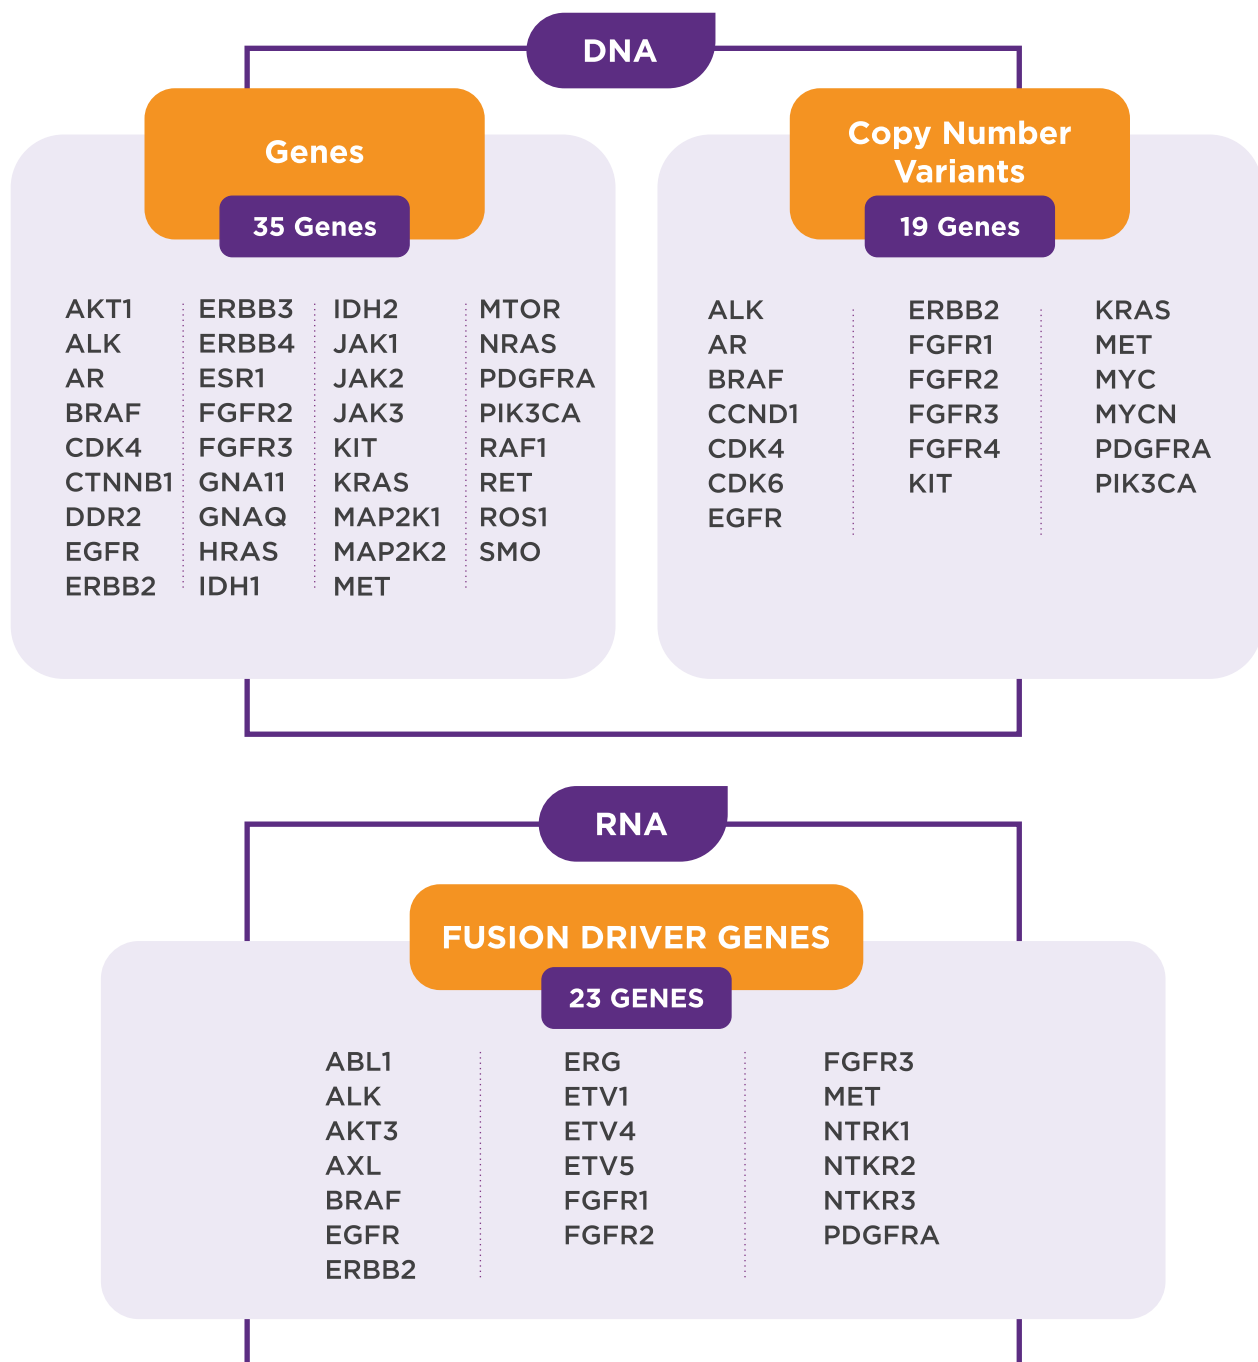 DNA
Genes
35 Genes
AKT1
ALK
AR
BRAF
CDK4
CTNNB1
DDR2
EGFR
ERBB2
ERBB3
ERBB4
ESR1
FGFR2
FGFR3
GNA11
GNAQ
HRAS
IDH1
IDH2
JAK1
JAK2
JAK3
KIT
KRAS
MAP2K1
MAP2K2
MET
MTOR
NRAS
PDGFRA
PIK3CA
RAF1
RET
ROS1
SMO
Copy Number
Variants
19 Genes
ALK
AR
BRAF
CCND1
CDK4
CDK6
EGFR
ERBB2
FGFR1
FGFR2
FGFR3
FGFR4
KIT
KRAS
MET
MYC
MYCN
PDGFRA
PIK3CA
RNA
FUSION DRIVER GENES
23 GENES
ABL1
ALK
AKT3
AXL
BRAF
EGFR
ERBB2
ERG
ETV1
ETV4
ETV5
FGFR1
FGFR2
FGFR3
MET
NTRK1
NTKR2
NTKR3
PDGFRA